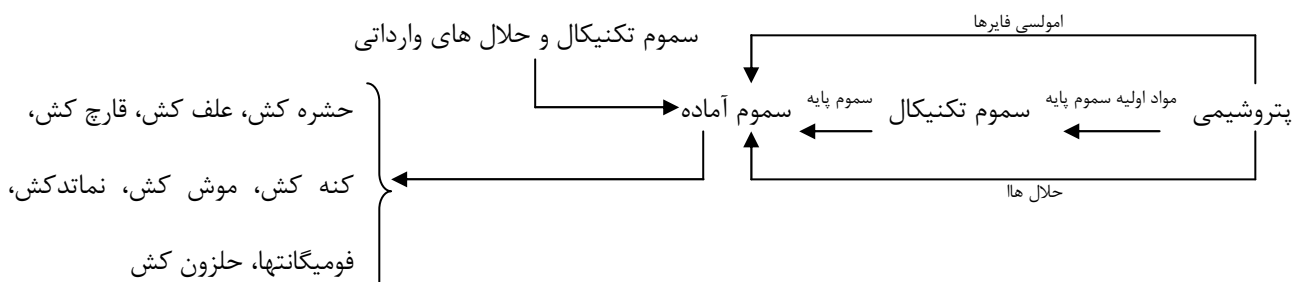 امولسی فایرها
سموم تکنیکال و حلال های وارداتی
پتروشیمی مواد اولیه سموم پایه سموم تکنیکال سموم پایه سموم آماده
حلال هاا
حشره کش، علف کش، قارچ کش،
کنه کش، موش کش، نماتدکش،
فومیگانتها، حلزون کش